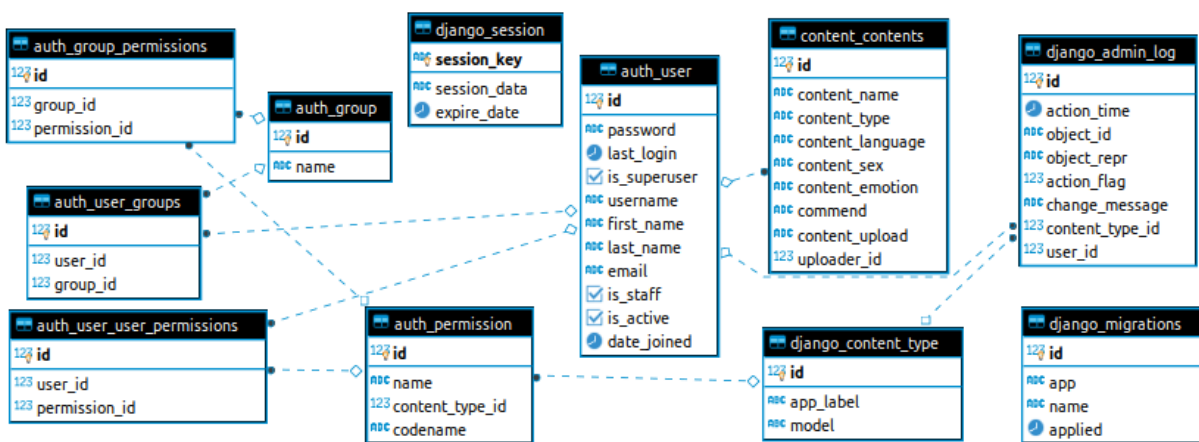 auth_group_permissions
id
group_id
permission_id
django_session
session_key
session_data
expire_date
auth_group
id
name
auth_user
id
password
last_login
is_superuser
username
first_name
last_name
email
is_staff
is_active
date_joined
content_contents
id
content_name
content_type
content_language
content_sex
content_emotion
commend
content_upload
uploader_id
django_admin_log
id
action_time
object_id
object_repr
action_flag
change_message
content_type_id
user_id
auth_user_groups
id
user_id
group_id
auth_user_user_permissions
id
user_id
permission_id
auth_permission
id
name
content_type_id
codename
django_content_type
id
app_label
model
django_migrations
id
app
name
applied